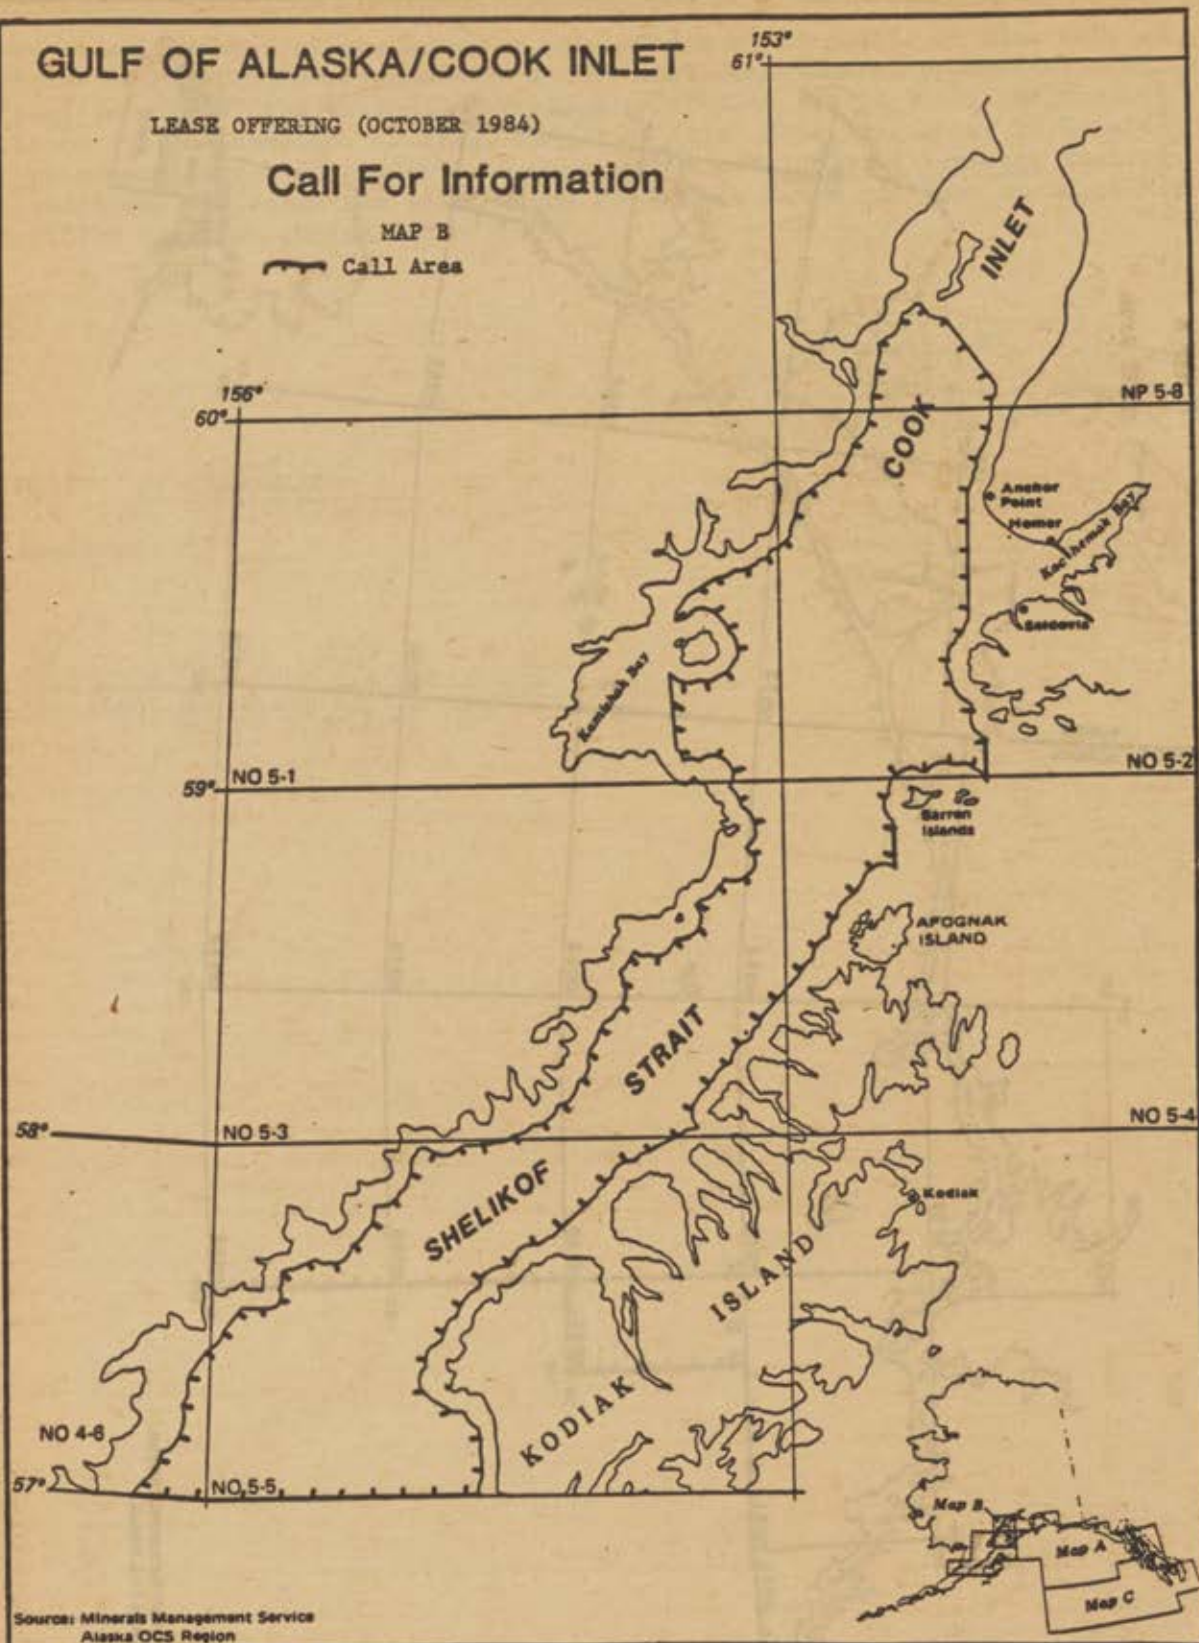 GULF OF ALASKA/COOK INLET
LEASE OFFERING (OCTOBER 1984)
Call For Information
MAP B
Call Area
153°
61°
INLET
156°
60°
NP 5-8
COOK
Anchor
Point
Homer
Kachemak Bay
Seldovia
Kamishak Bay
59°
NO 5-1
NO 5-2
Barren
Islands
AFOGNAK
ISLAND
STRAIT
58°
NO 5-3
NO 5-4
SHELIKOF
Kodiak
ISLAND
KODIAK
NO 4-6
57°
NO 5-5
Map B
Map A
Map C
Source: Minerals Management Service
Alaska OCS Region